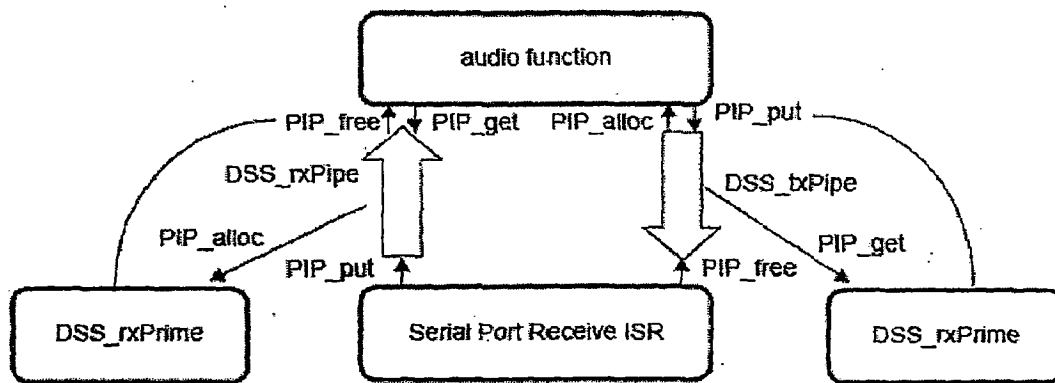 audio function
PIP_free
PIP_get
PIP_alloc
PIP_put
DSS_rxPipe
DSS_txPipe
PIP_alloc
PIP_get
PIP_put
PIP_free
DSS_rxPrime
Serial Port Receive ISR
DSS_rxPrime